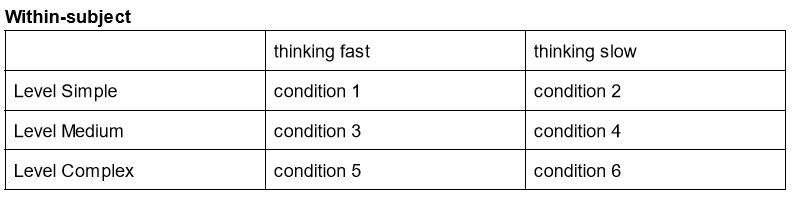 Within-subject
thinking fast thinking slow
Level Simple condition 1 condition 2
Level Medium condition 3 condition 4
Level Complex condition 5 condition 6